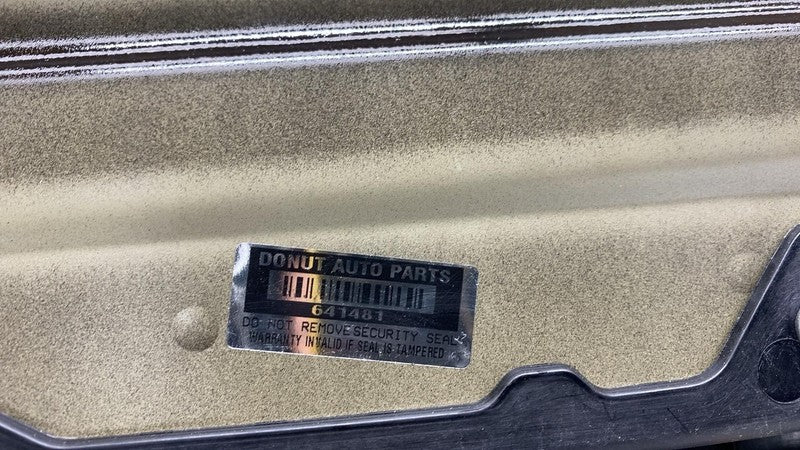 DONUT AUTO PARTS
641481
DO NOT REMOVE SECURITY SEAL
WARRANTY INVALID IF SEAL IS TAMPERED